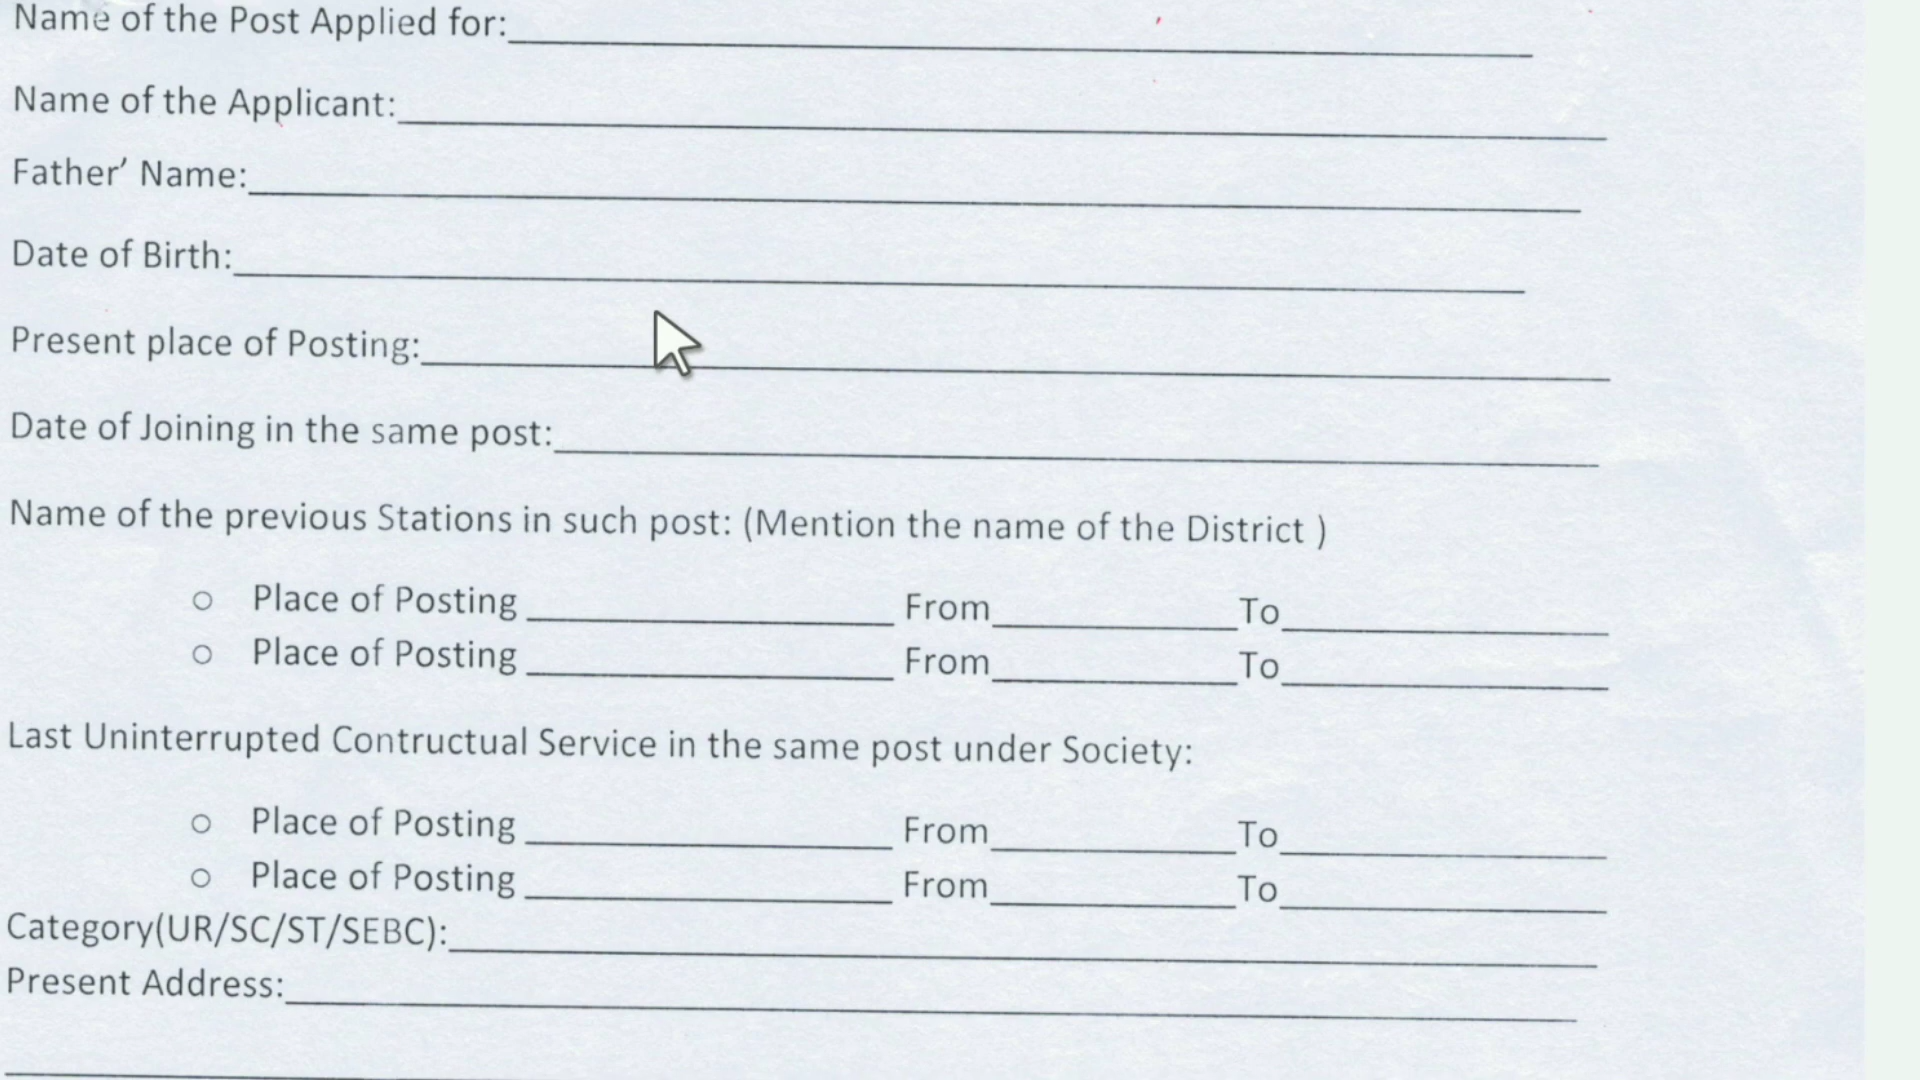 Name of the Post Applied for:
Name of the Applicant:
Father’ Name:
Date of Birth:
Present place of Posting:
Date of Joining in the same post:
Name of the previous Stations in such post: (Mention the name of the District )
○ Place of Posting From To
○ Place of Posting From To
Last Uninterrupted Contructual Service in the same post under Society:
○ Place of Posting From To
○ Place of Posting From To
Category(UR/SC/ST/SEBC):
Present Address: